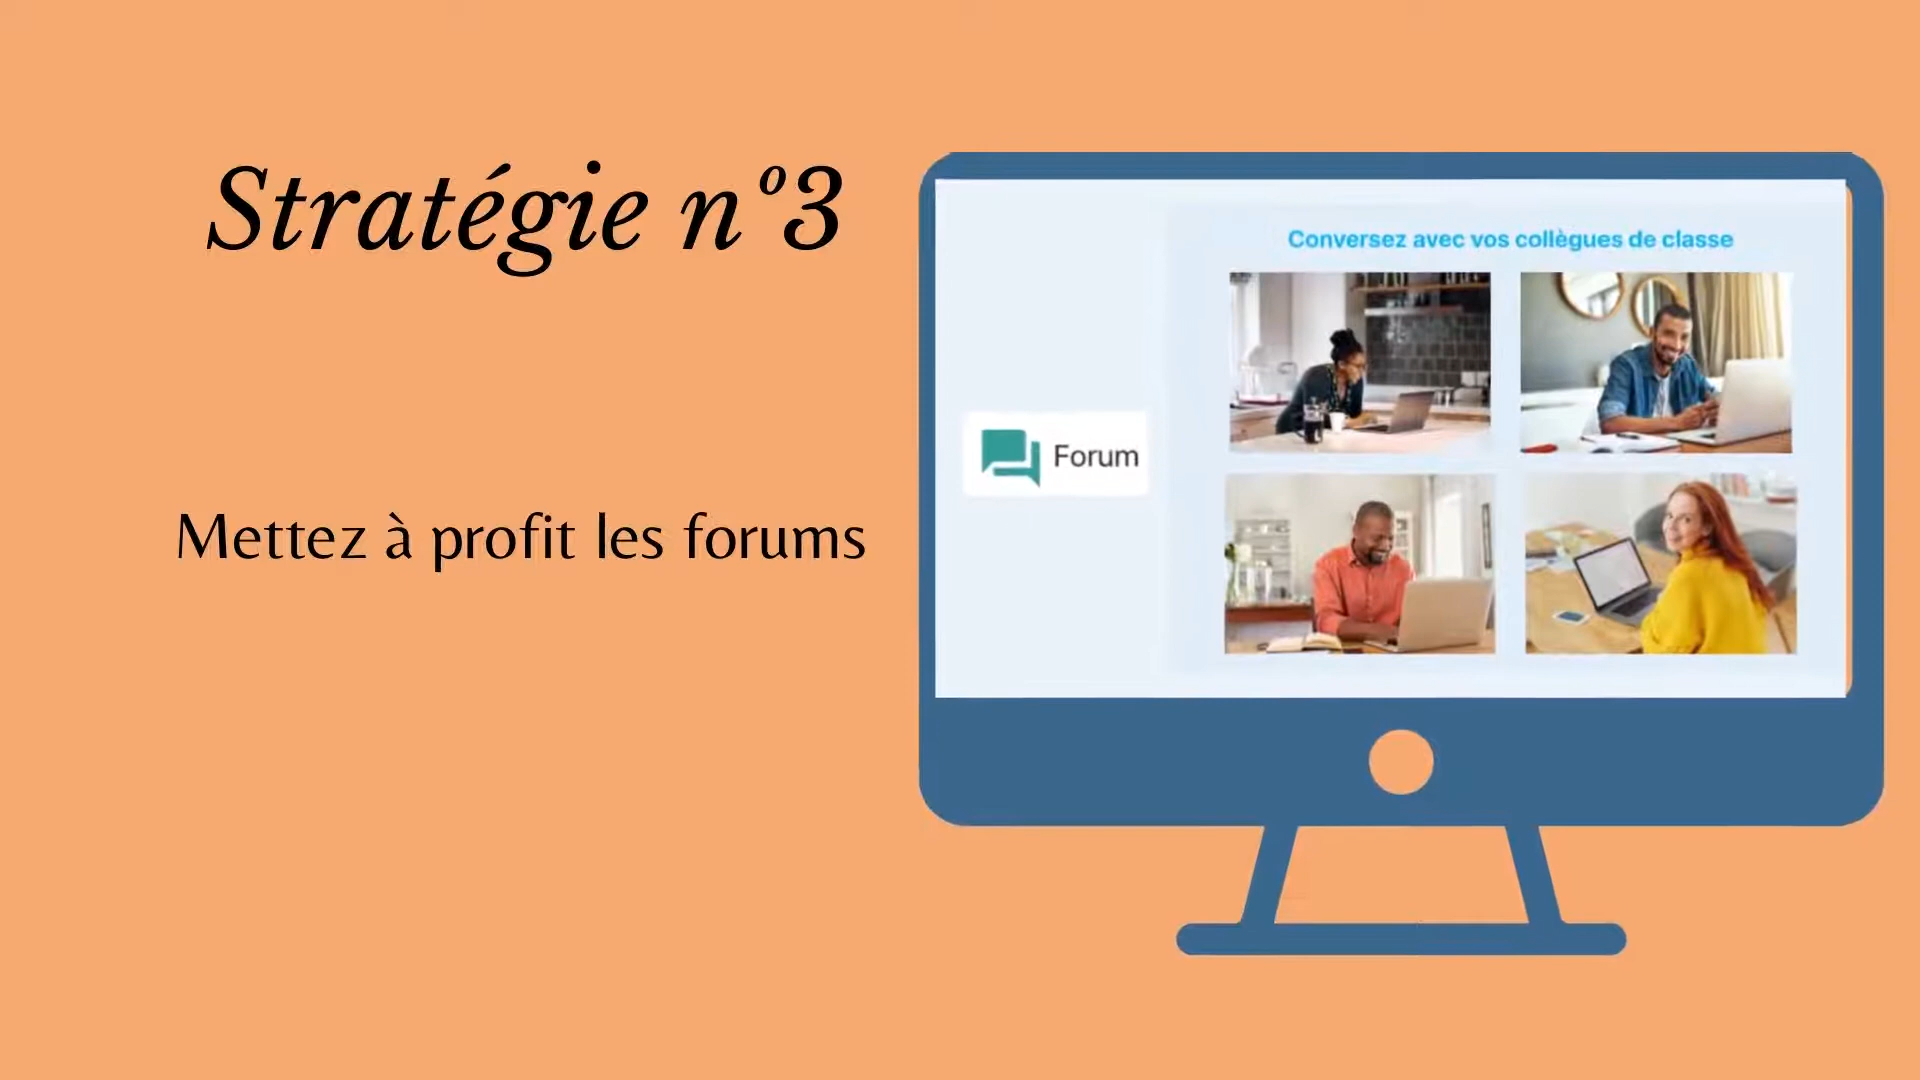 Stratégie n°3
Mettez à profit les forums
Conversez avec vos collègues de classe
Forum